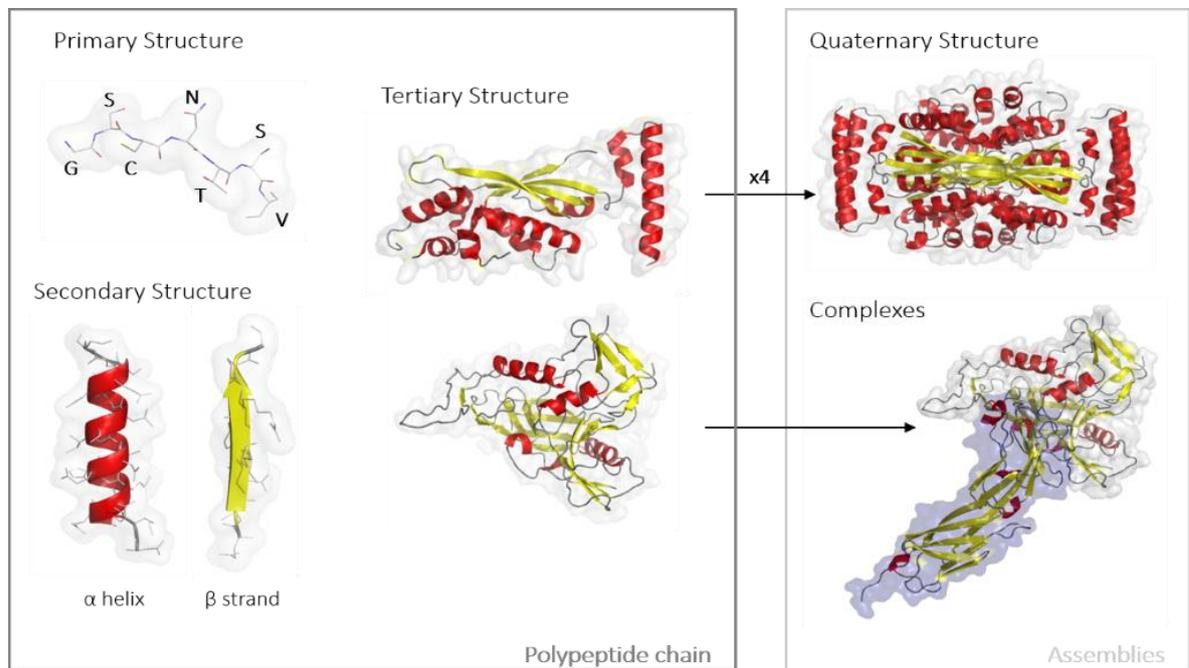 Primary Structure
S
N
S
G
C
T
V
Secondary Structure
α helix
β strand
Tertiary Structure
Polypeptide chain
x4
Quaternary Structure
Complexes
Assemblies